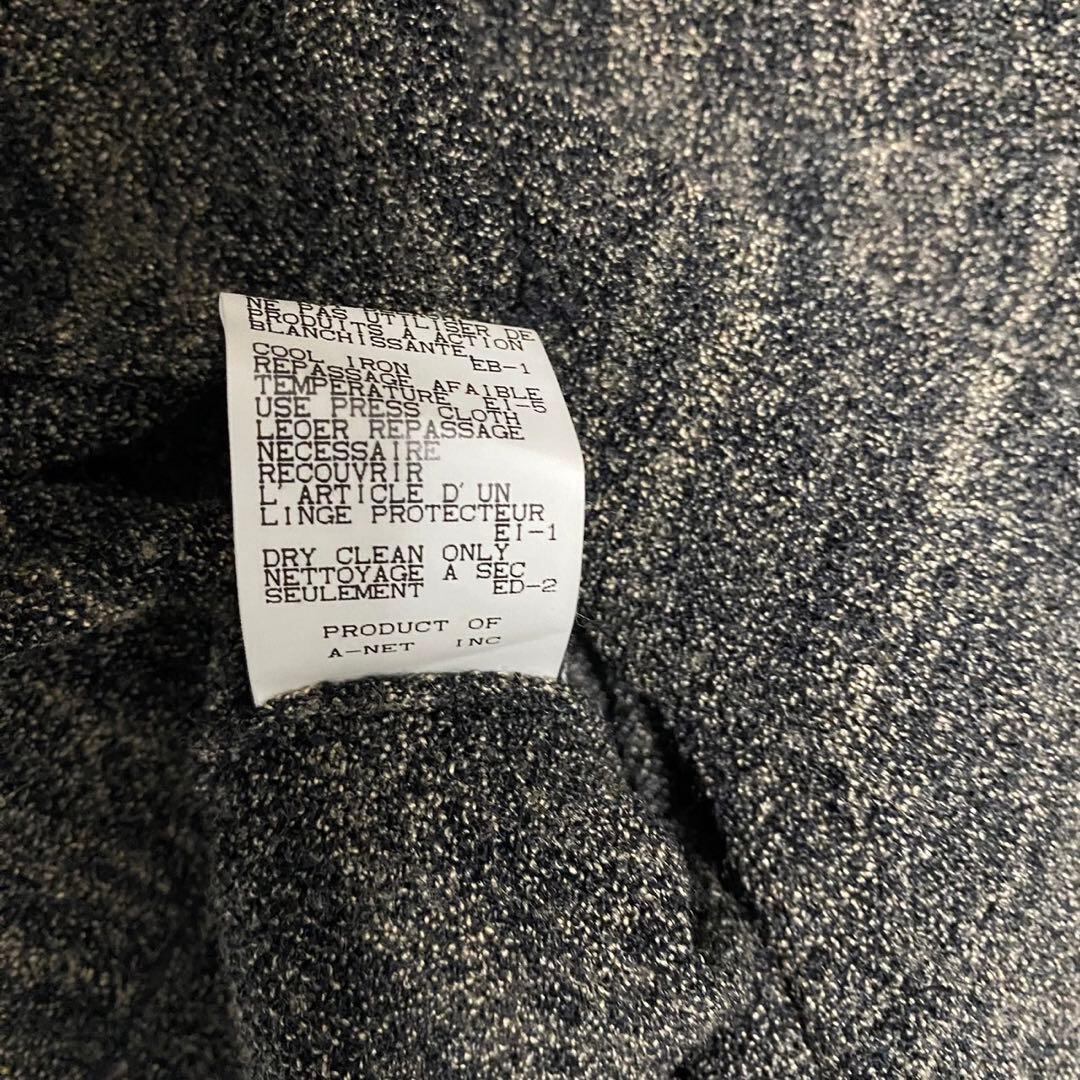 NE PAS UTILISER DE
PRODUITS A ACTION
BLANCHISSANTE,
EB-1
COOL IRON
REPASSAGE AFAIBLE
TEMPERATURE EI-5
USE PRESS CLOTH
LEOER REPASSAGE
NECESSAIRE
RECOUVRIR
L'ARTICLE D'UN
LINGE PROTECTEUR
EI-1
DRY CLEAN ONLY
NETTOYAGE A SEC
SEULEMENT ED-2
PRODUCT OF
A-NET INC